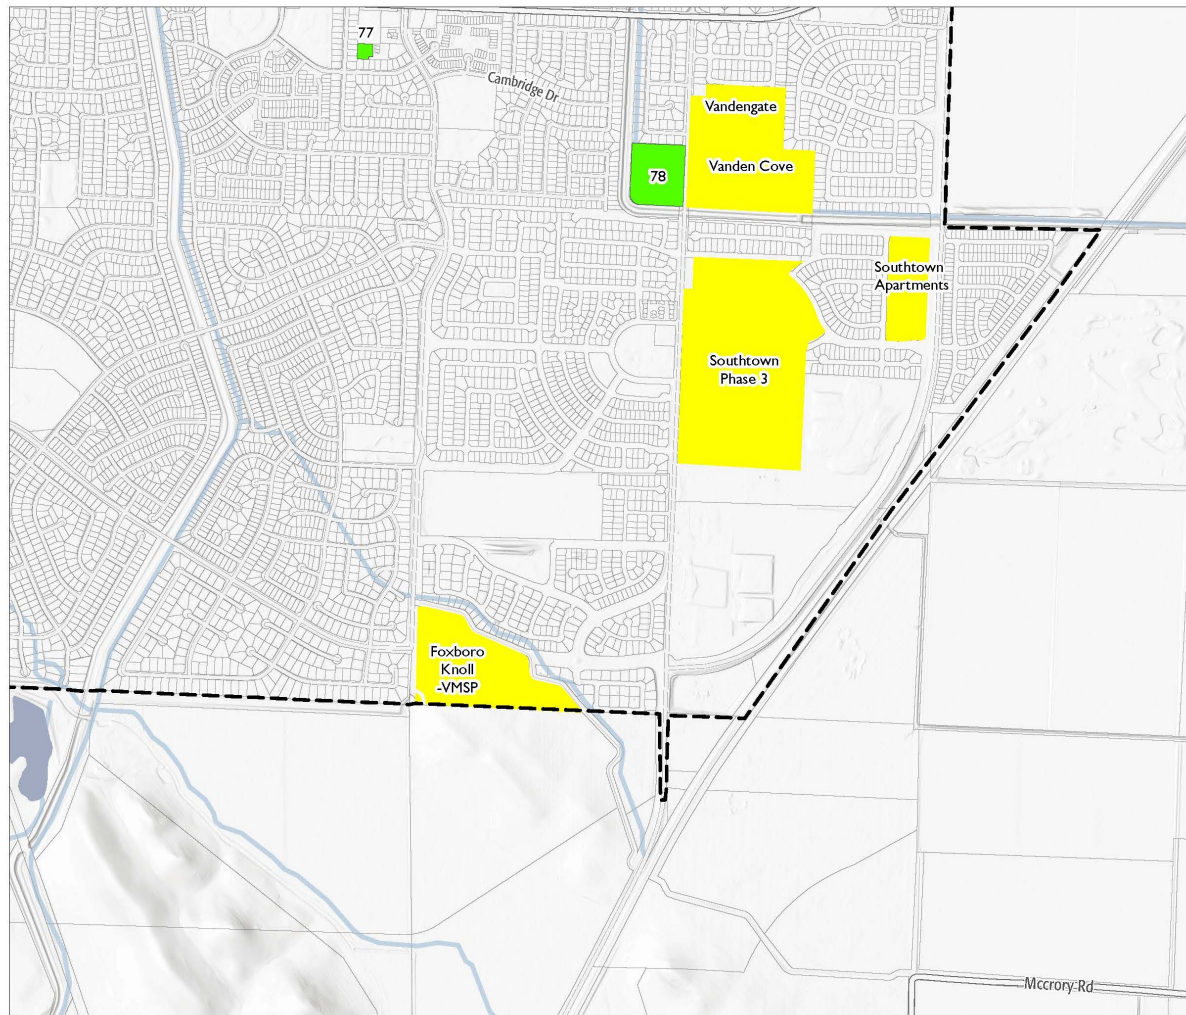 77
Cambridge Dr
Vandengate
78
Vanden Cove
Southtown
Apartments
Southtown
Phase 3
Foxboro
Knoll
-VMSP
Mccrory Rd